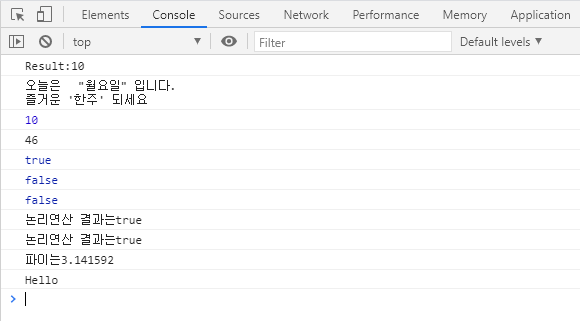 Elements Console Sources Network Performance Memory Application
top Filter Default levels
Result:10
오늘은 "월요일" 입니다.
즐거운 '한주' 되세요
10
46
true
false
false
논리연산 결과는true
논리연산 결과는true
파이는3.141592
Hello